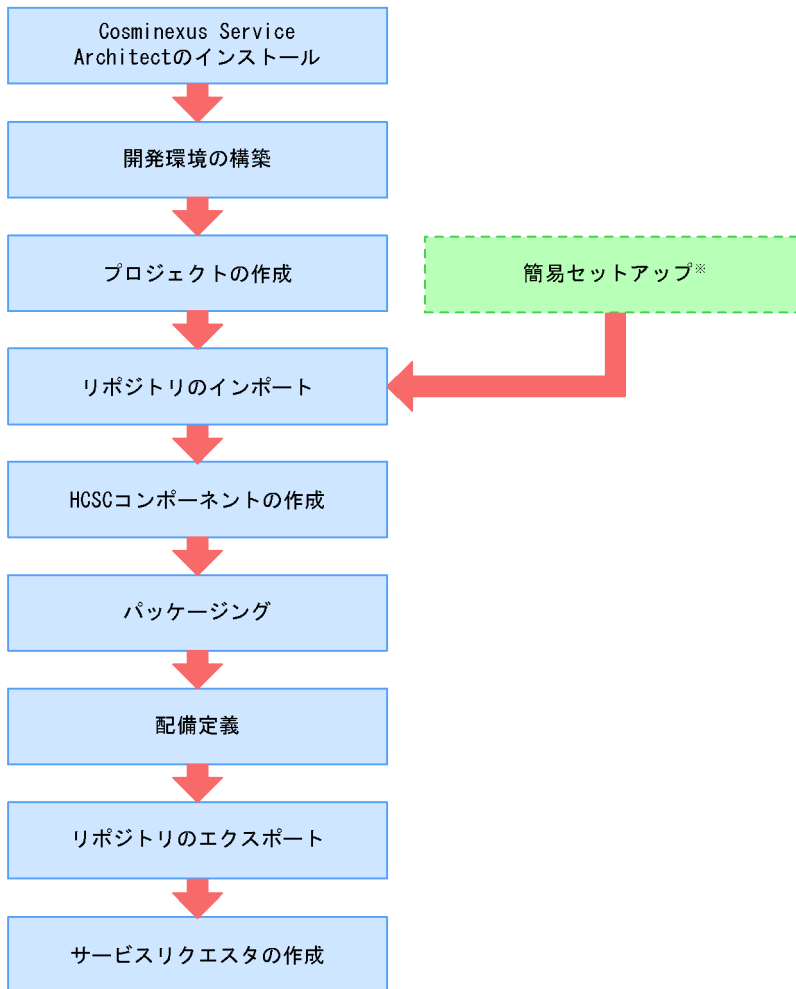 Cosminexus Service
Architectのインストール
開発環境の構築
プロジェクトの作成
簡易セットアップ※
リポジトリのインポート
HCSCコンポーネントの作成
パッケージング
配備定義
リポジトリのエクスポート
サービスリクエスタの作成